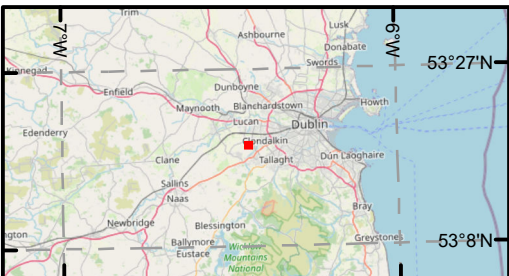 Trim
7°W
Lusk
6°W
Ashbourne
Donabate
Swords
53°27'N
Kinnegad
Dunboyne
Enfield
Maynooth
Blanchardstown
Howth
Lucan
Dublin
Edenderry
Clondalkin
Clane
Tallaght
Dún Laoghaire
Sallins
Naas
Bray
Newbridge
Blessington
Greystones
53°8'N
Ballymore
Eustace
Wicklow
Mountains
National